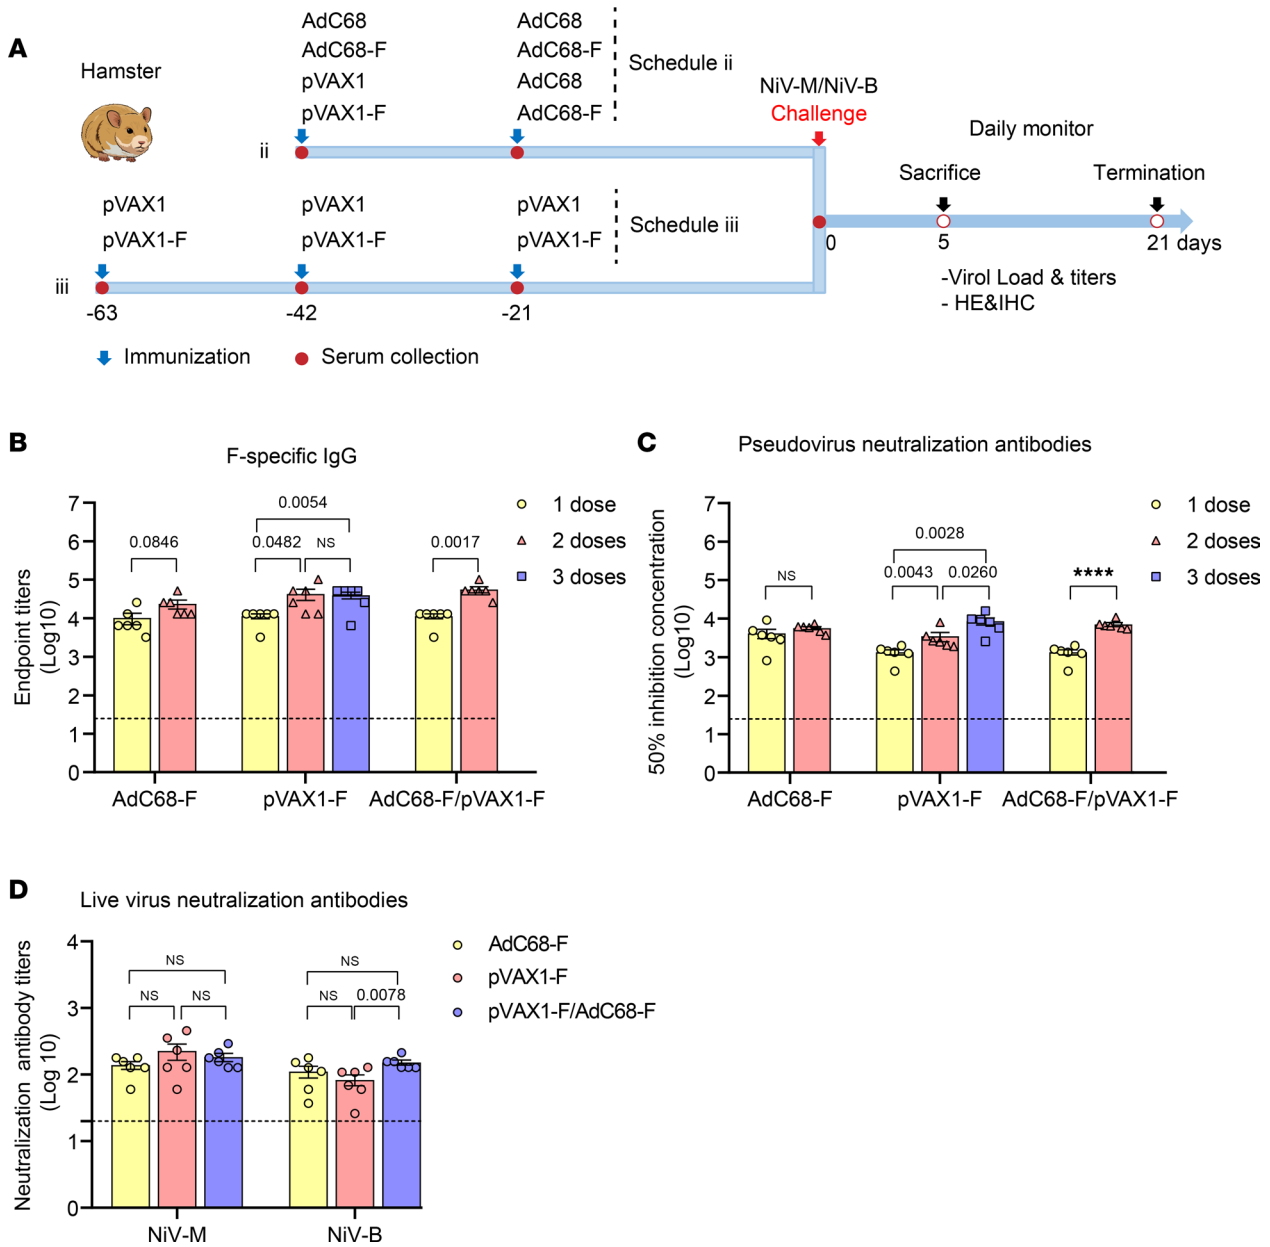 A
Hamster
AdC68
AdC68-F
pVAX1
pVAX1-F
AdC68
AdC68-F
AdC68
AdC68-F
Schedule ii
NiV-M/NiV-B
Challenge
Daily monitor
ii
Sacrifice
Termination
pVAX1
pVAX1-F
pVAX1
pVAX1-F
pVAX1
pVAX1-F
Schedule iii
0
5
21 days
iii
-Virol Load & titers
- HE&IHC
-63
-42
-21
Immunization
Serum collection
B
F-specific IgG
Endpoint titers
(Log10)
7
6
5
4
3
2
1
0
0.0846
0.0054
0.0482
NS
0.0017
1 dose
2 doses
3 doses
AdC68-F
pVAX1-F
AdC68-F/pVAX1-F
C
Pseudovirus neutralization antibodies
50% inhibition concentration
(Log10)
7
6
5
4
3
2
1
0
NS
0.0028
0.0043
0.0260
****
1 dose
2 doses
3 doses
AdC68-F
pVAX1-F
AdC68-F/pVAX1-F
D
Live virus neutralization antibodies
Neutralization antibody titers
(Log 10)
4
3
2
1
0
NS
NS
NS
NS
NS
0.0078
AdC68-F
pVAX1-F
pVAX1-F/AdC68-F
NiV-M
NiV-B